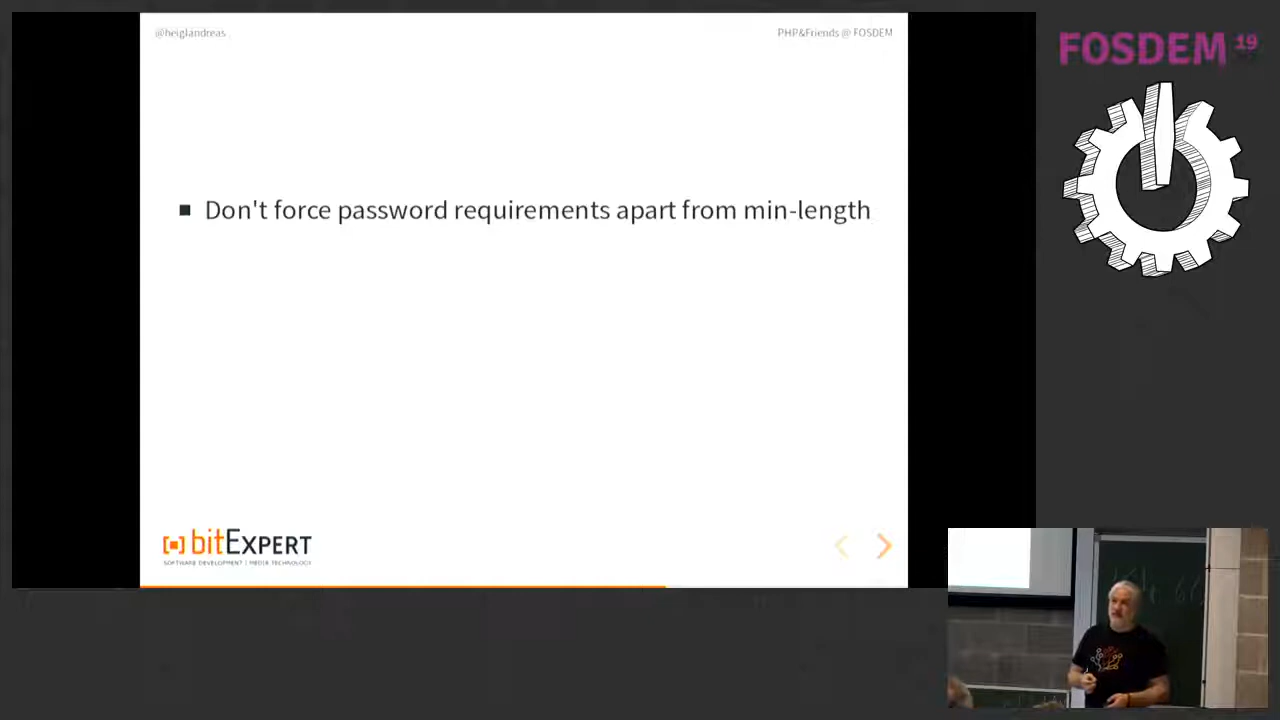 @heiglandreas
PHP&Friends @ FOSDEM
FOSDEM 19
■ Don't force password requirements apart from min-length
[▪] bitExpert
SOFTWARE DEVELOPMENT | MEDIA TECHNOLOGY